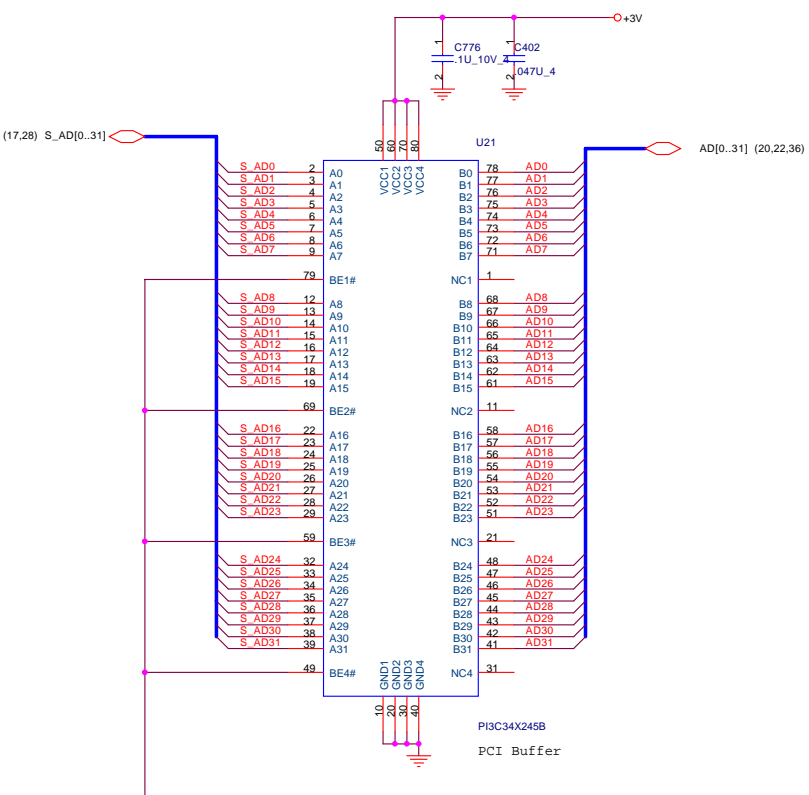 +3V
1 C776 1 C402
.1U_10V_4 .047U_4
2 2
(17,28) S_AD[0..31] AD[0..31] (20,22,36)
50 60 70 80 U21
VCC1 VCC2 VCC3 VCC4
S_AD0 2 A0 B0 78 AD0
S_AD1 3 A1 B1 77 AD1
S_AD2 4 A2 B2 76 AD2
S_AD3 5 A3 B3 75 AD3
S_AD4 6 A4 B4 74 AD4
S_AD5 7 A5 B5 73 AD5
S_AD6 8 A6 B6 72 AD6
S_AD7 9 A7 B7 71 AD7
79 BE1# NC1 1
S_AD8 12 A8 B8 68 AD8
S_AD9 13 A9 B9 67 AD9
S_AD10 14 A10 B10 66 AD10
S_AD11 15 A11 B11 65 AD11
S_AD12 16 A12 B12 64 AD12
S_AD13 17 A13 B13 63 AD13
S_AD14 18 A14 B14 62 AD14
S_AD15 19 A15 B15 61 AD15
69 BE2# NC2 11
S_AD16 22 A16 B16 58 AD16
S_AD17 23 A17 B17 57 AD17
S_AD18 24 A18 B18 56 AD18
S_AD19 25 A19 B19 55 AD19
S_AD20 26 A20 B20 54 AD20
S_AD21 27 A21 B21 53 AD21
S_AD22 28 A22 B22 52 AD22
S_AD23 29 A23 B23 51 AD23
59 BE3# NC3 21
S_AD24 32 A24 B24 48 AD24
S_AD25 33 A25 B25 47 AD25
S_AD26 34 A26 B26 46 AD26
S_AD27 35 A27 B27 45 AD27
S_AD28 36 A28 B28 44 AD28
S_AD29 37 A29 B29 43 AD29
S_AD30 38 A30 B30 42 AD30
S_AD31 39 A31 B31 41 AD31
49 BE4# NC4 31
GND1 GND2 GND3 GND4
10 20 30 40
PI3C34X245B
PCI Buffer